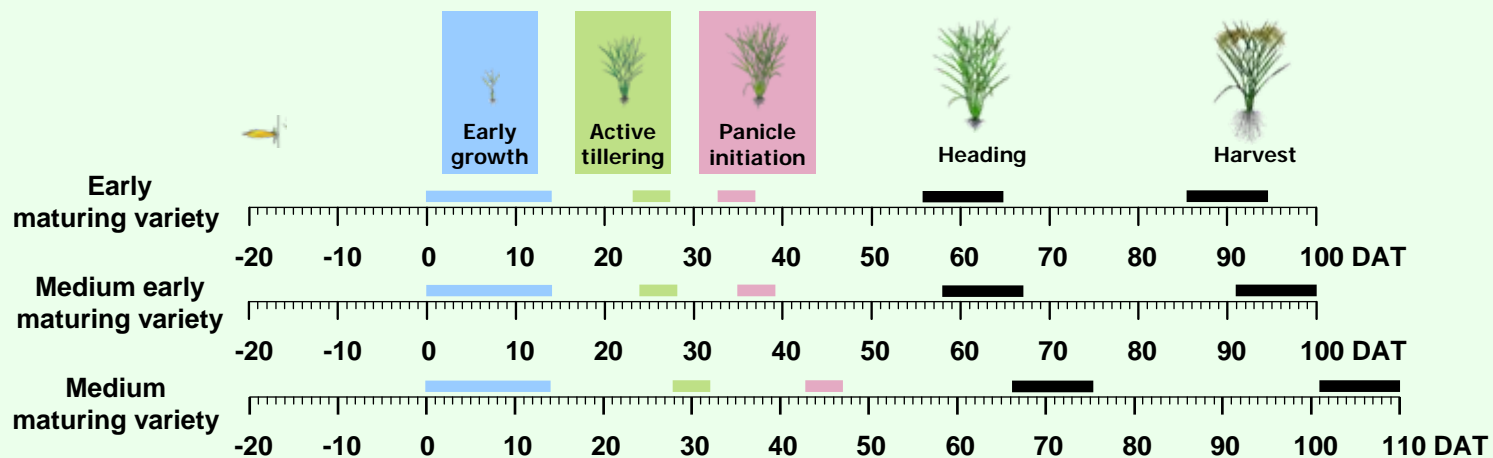 Early
growth
Active
tillering
Panicle
initiation
Heading
Harvest
Early
maturing variety
-20 -10 0 10 20 30 40 50 60 70 80 90 100 DAT
Medium early
maturing variety
-20 -10 0 10 20 30 40 50 60 70 80 90 100 DAT
Medium
maturing variety
-20 -10 0 10 20 30 40 50 60 70 80 90 100 110 DAT